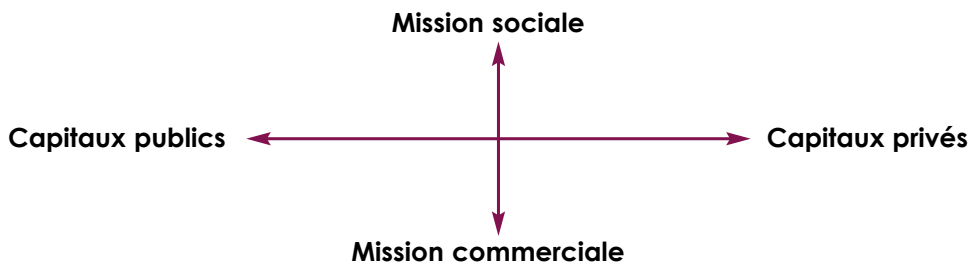 Mission sociale
Capitaux publics
Capitaux privés
Mission commerciale